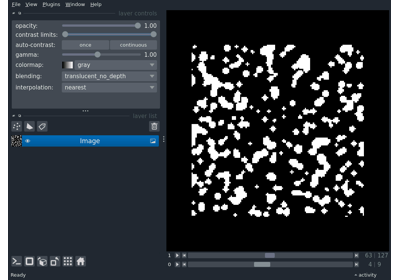 File View Plugins Window Help
layer controls
opacity: 1.00
contrast limits:
auto-contrast: once continuous
gamma: 1.00
colormap: gray
blending: translucent_no_depth
interpolation: nearest
layer list
Image
1 63 | 127
0 4 | 9
Ready activity